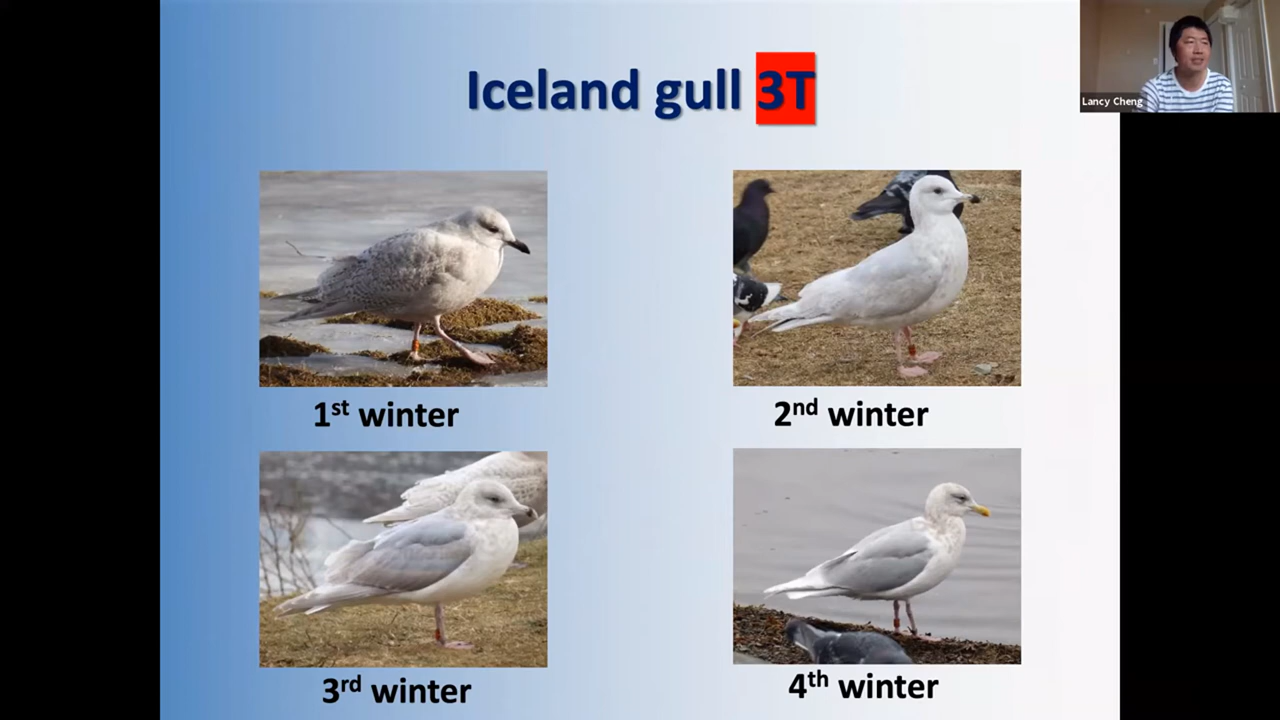 Iceland gull 3T
Lancy Cheng
1st winter
2nd winter
3rd winter
4th winter